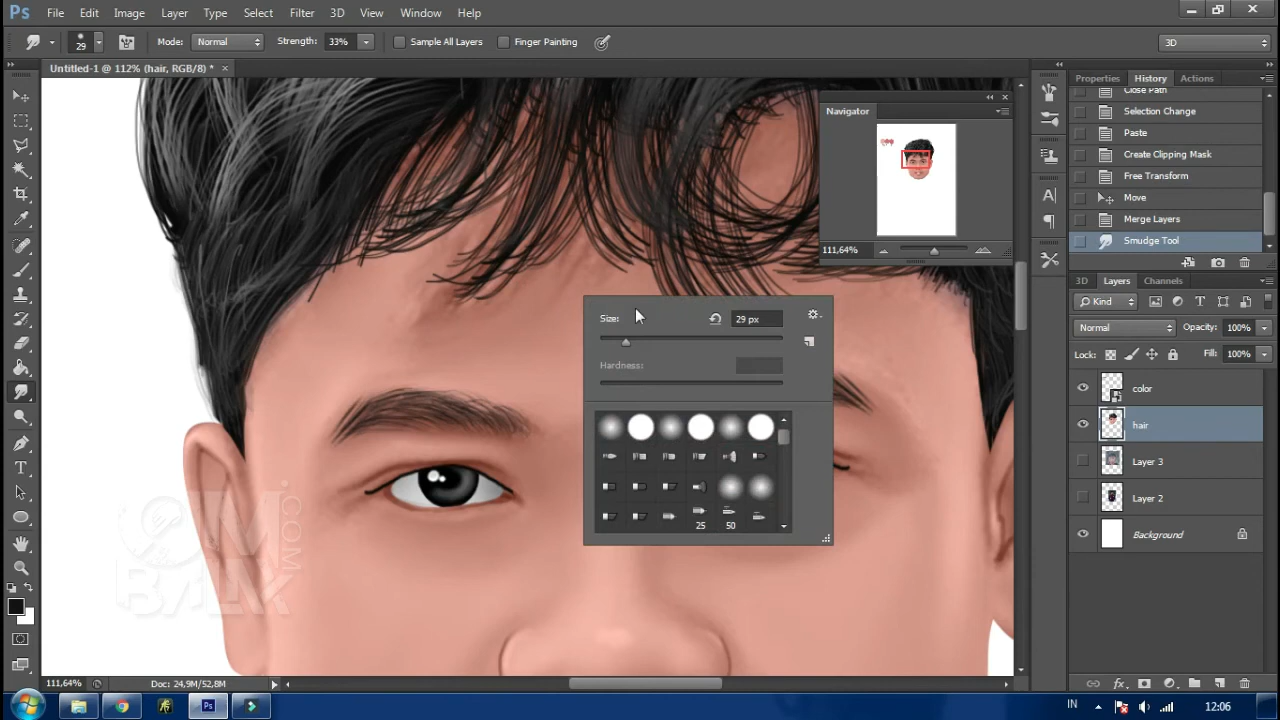 Ps File Edit Image Layer Type Select Filter 3D View Window Help
29 Mode: Normal Strength: 33% Sample All Layers Finger Painting 3D
Untitled-1 @ 112% (hair, RGB/8) * ×
Navigator
111,64%
Properties History Actions
Close Path
Selection Change
Paste
Create Clipping Mask
Free Transform
Move
Merge Layers
Smudge Tool
3D Layers Channels
Kind
Normal Opacity: 100%
Lock: Fill: 100%
color
hair
Layer 3
Layer 2
Background
Size: 29 px
Hardness:
25 50
.COM
111,64% Doc: 24,9M/52,8M
IN 12:06